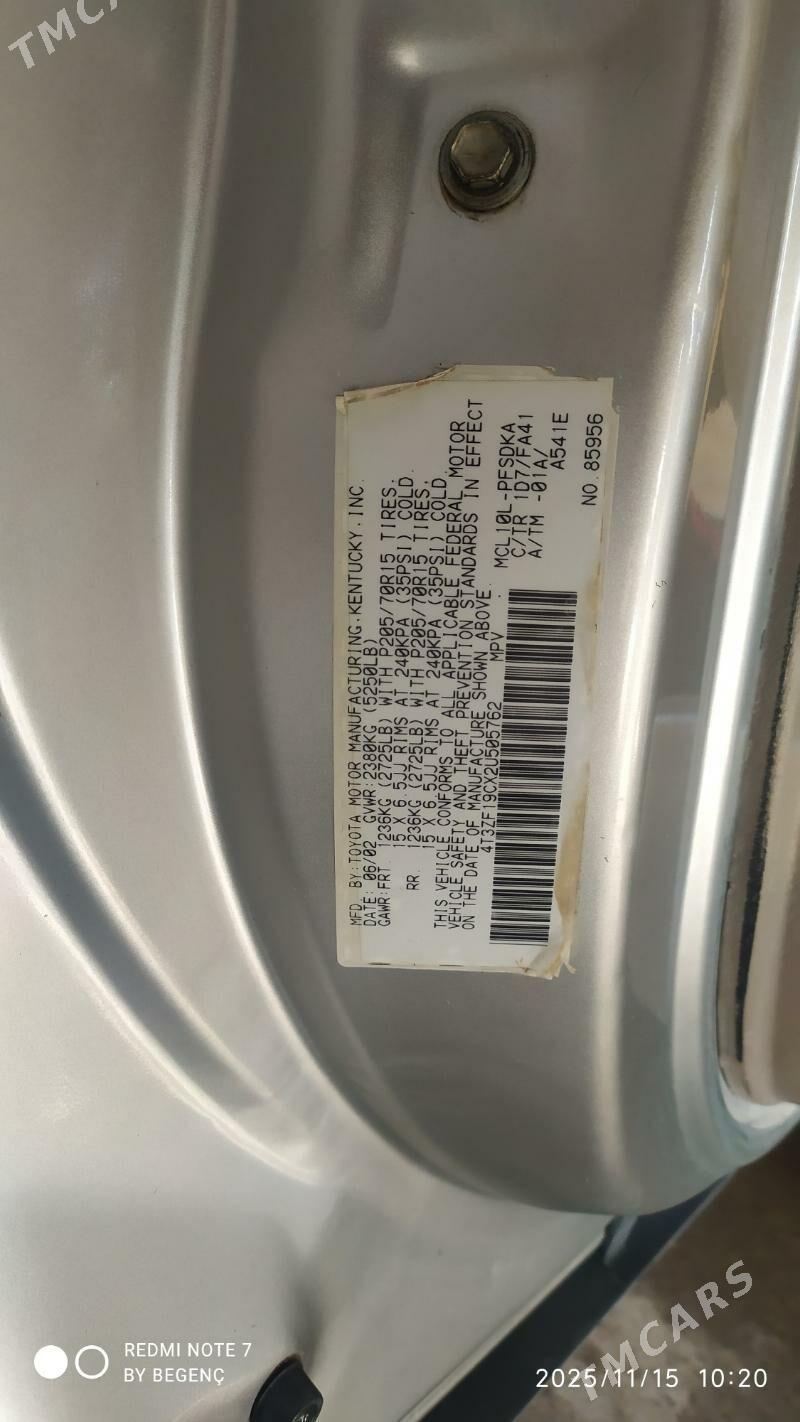 TMCA
MFD. BY:TOYOTA MOTOR MANUFACTURING,KENTUCKY,INC.
DATE: 06/02 GVWR:2380KG (5250LB)
GAWR:FRT. 1236KG (2725LB) WITH P205/70R15 TIRES,
15 X 6.5JJ RIMS AT 240KPA (35PSI) COLD.
RR. 1236KG (2725LB) WITH P205/70R15 TIRES,
15 X 6.5JJ RIMS AT 240KPA (35PSI) COLD.
THIS VEHICLE CONFORMS TO ALL APPLICABLE FEDERAL MOTOR
VEHICLE SAFETY AND THEFT PREVENTION STANDARDS IN EFFECT
ON THE DATE OF MANUFACTURE SHOWN ABOVE.
4T3ZF19CX2U505762 MPV
MCL10L-PFSDKA
C/TR 1D7/FA41
A/TM -01A/
A541E
NO. 85956
TMCARS
REDMI NOTE 7
BY BEGENÇ
2025/11/15 10:20